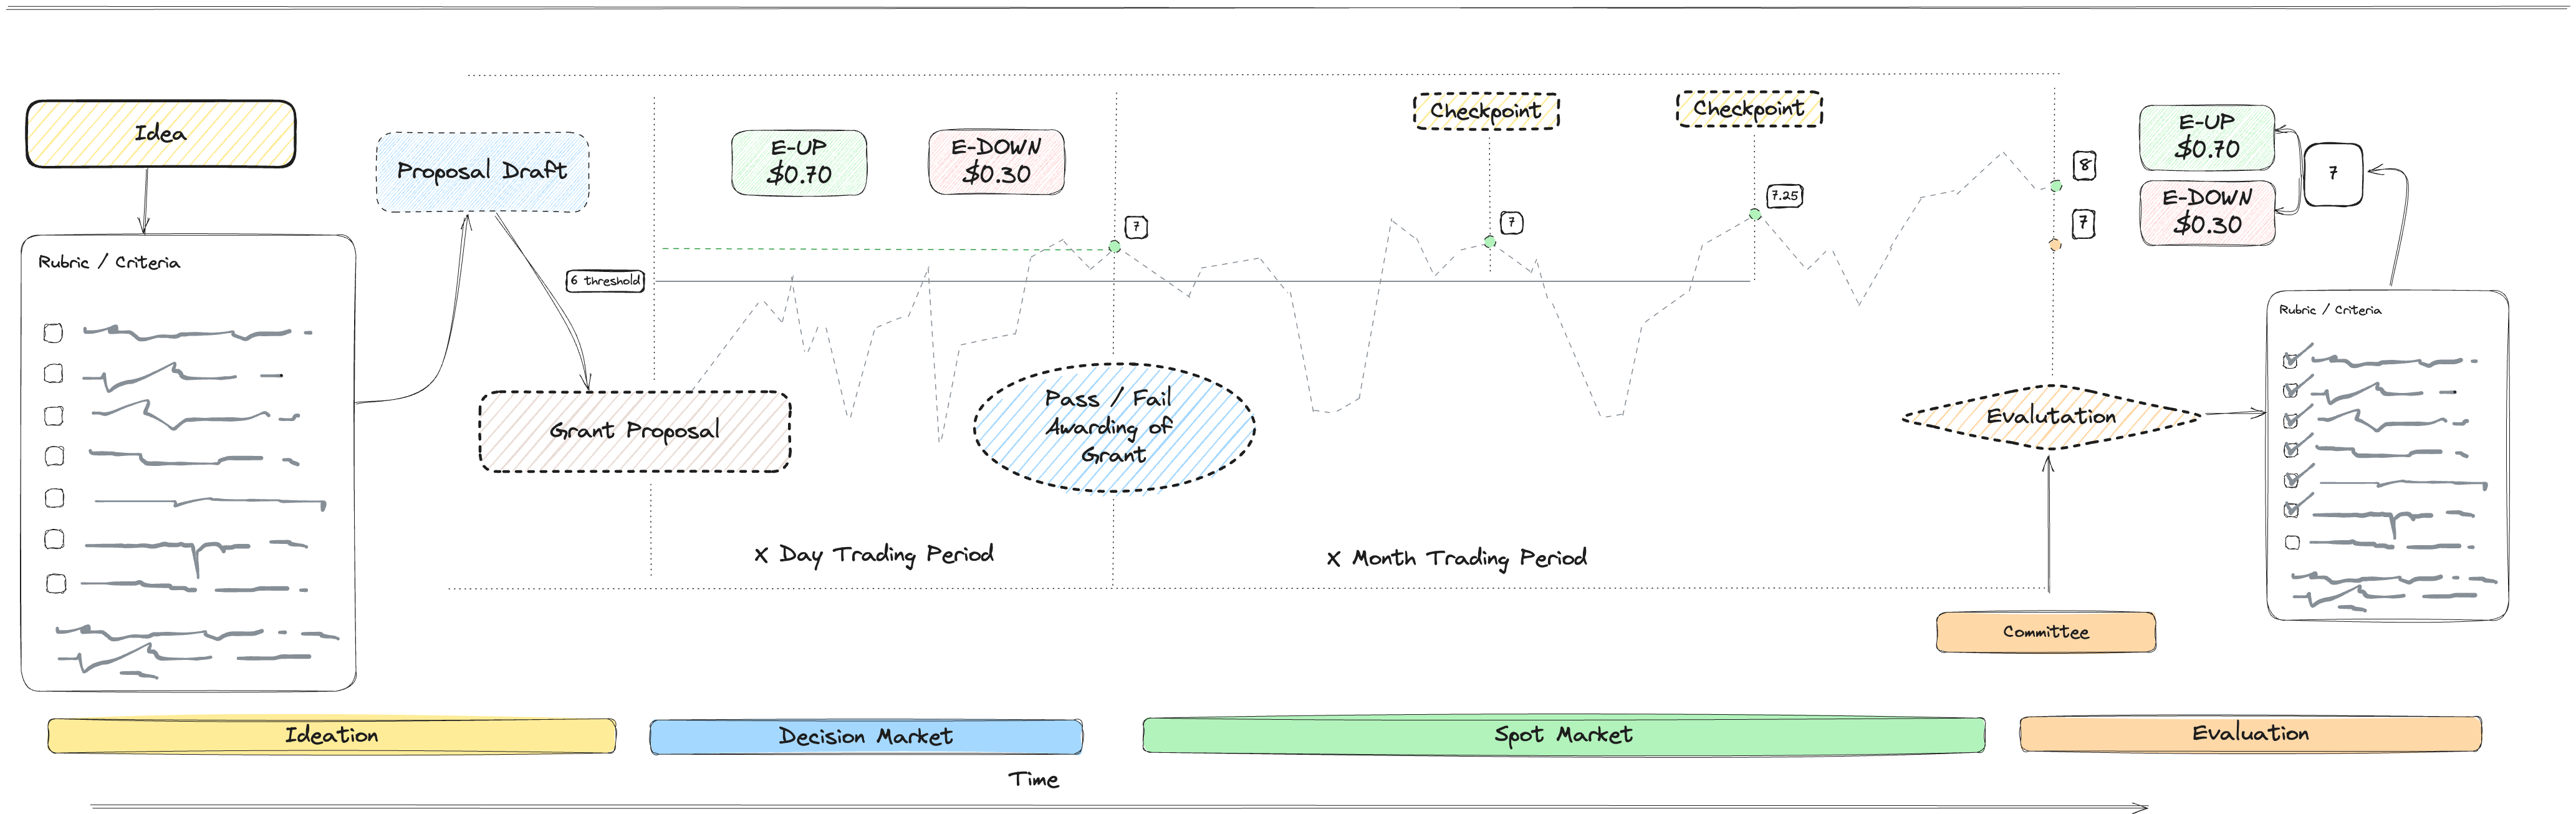 Idea
Rubric / Criteria
Proposal Draft
Grant Proposal
6 threshold
E-UP
$0.70
E-DOWN
$0.30
7
Pass / Fail
Awarding of
Grant
X Day Trading Period
Checkpoint
7
Checkpoint
7.25
X Month Trading Period
8
7
Evalutation
Committee
E-UP
$0.70
E-DOWN
$0.30
7
Rubric / Criteria
Ideation
Decision Market
Spot Market
Evaluation
Time